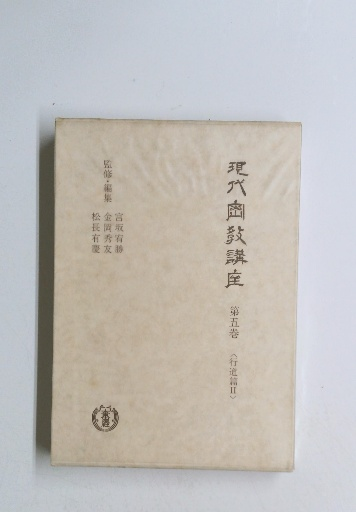 現代密教講座
第五巻
〈行道篇II〉
監修・編集
宮坂宥勝
金岡秀友
松長有慶